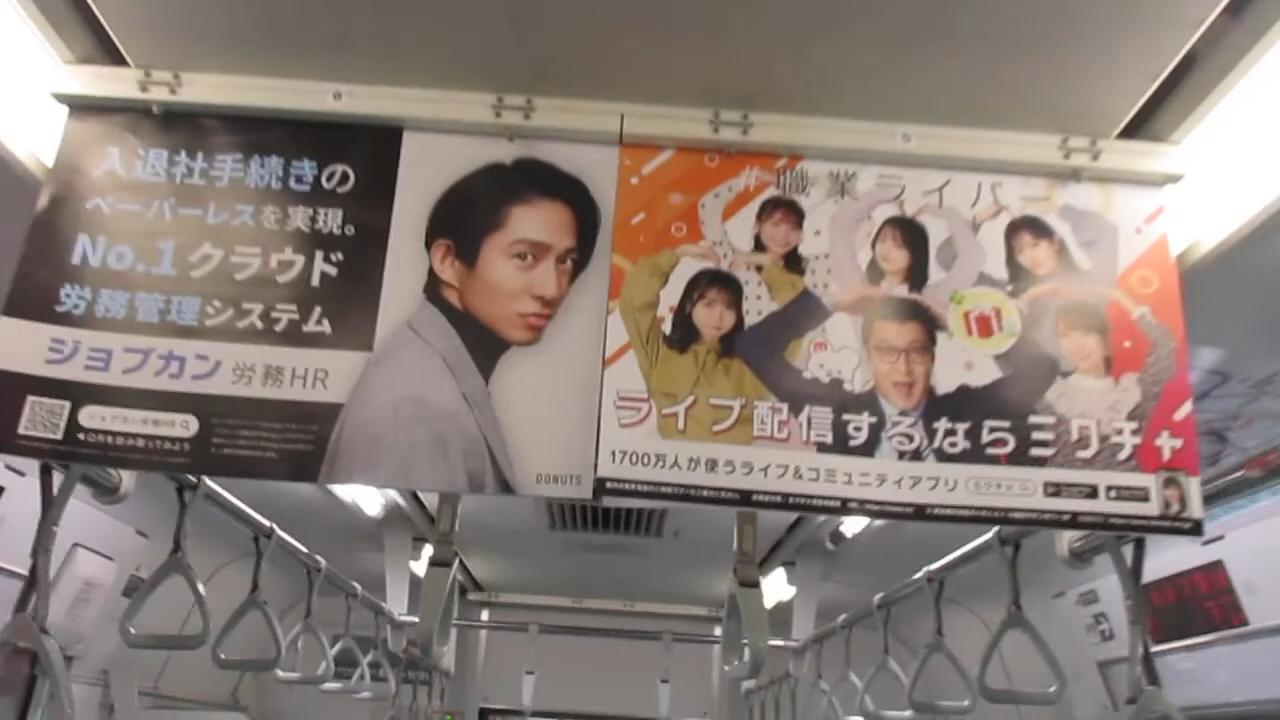 入退社手続きの
ペーパーレスを実現。
No.1クラウド
労務管理システム
ジョブカン 労務HR
DONUTS
#職業ライバー
ライブ配信するならミクチャ
1700万人が使うライブ&コミュニティアプリ
ミクチャ